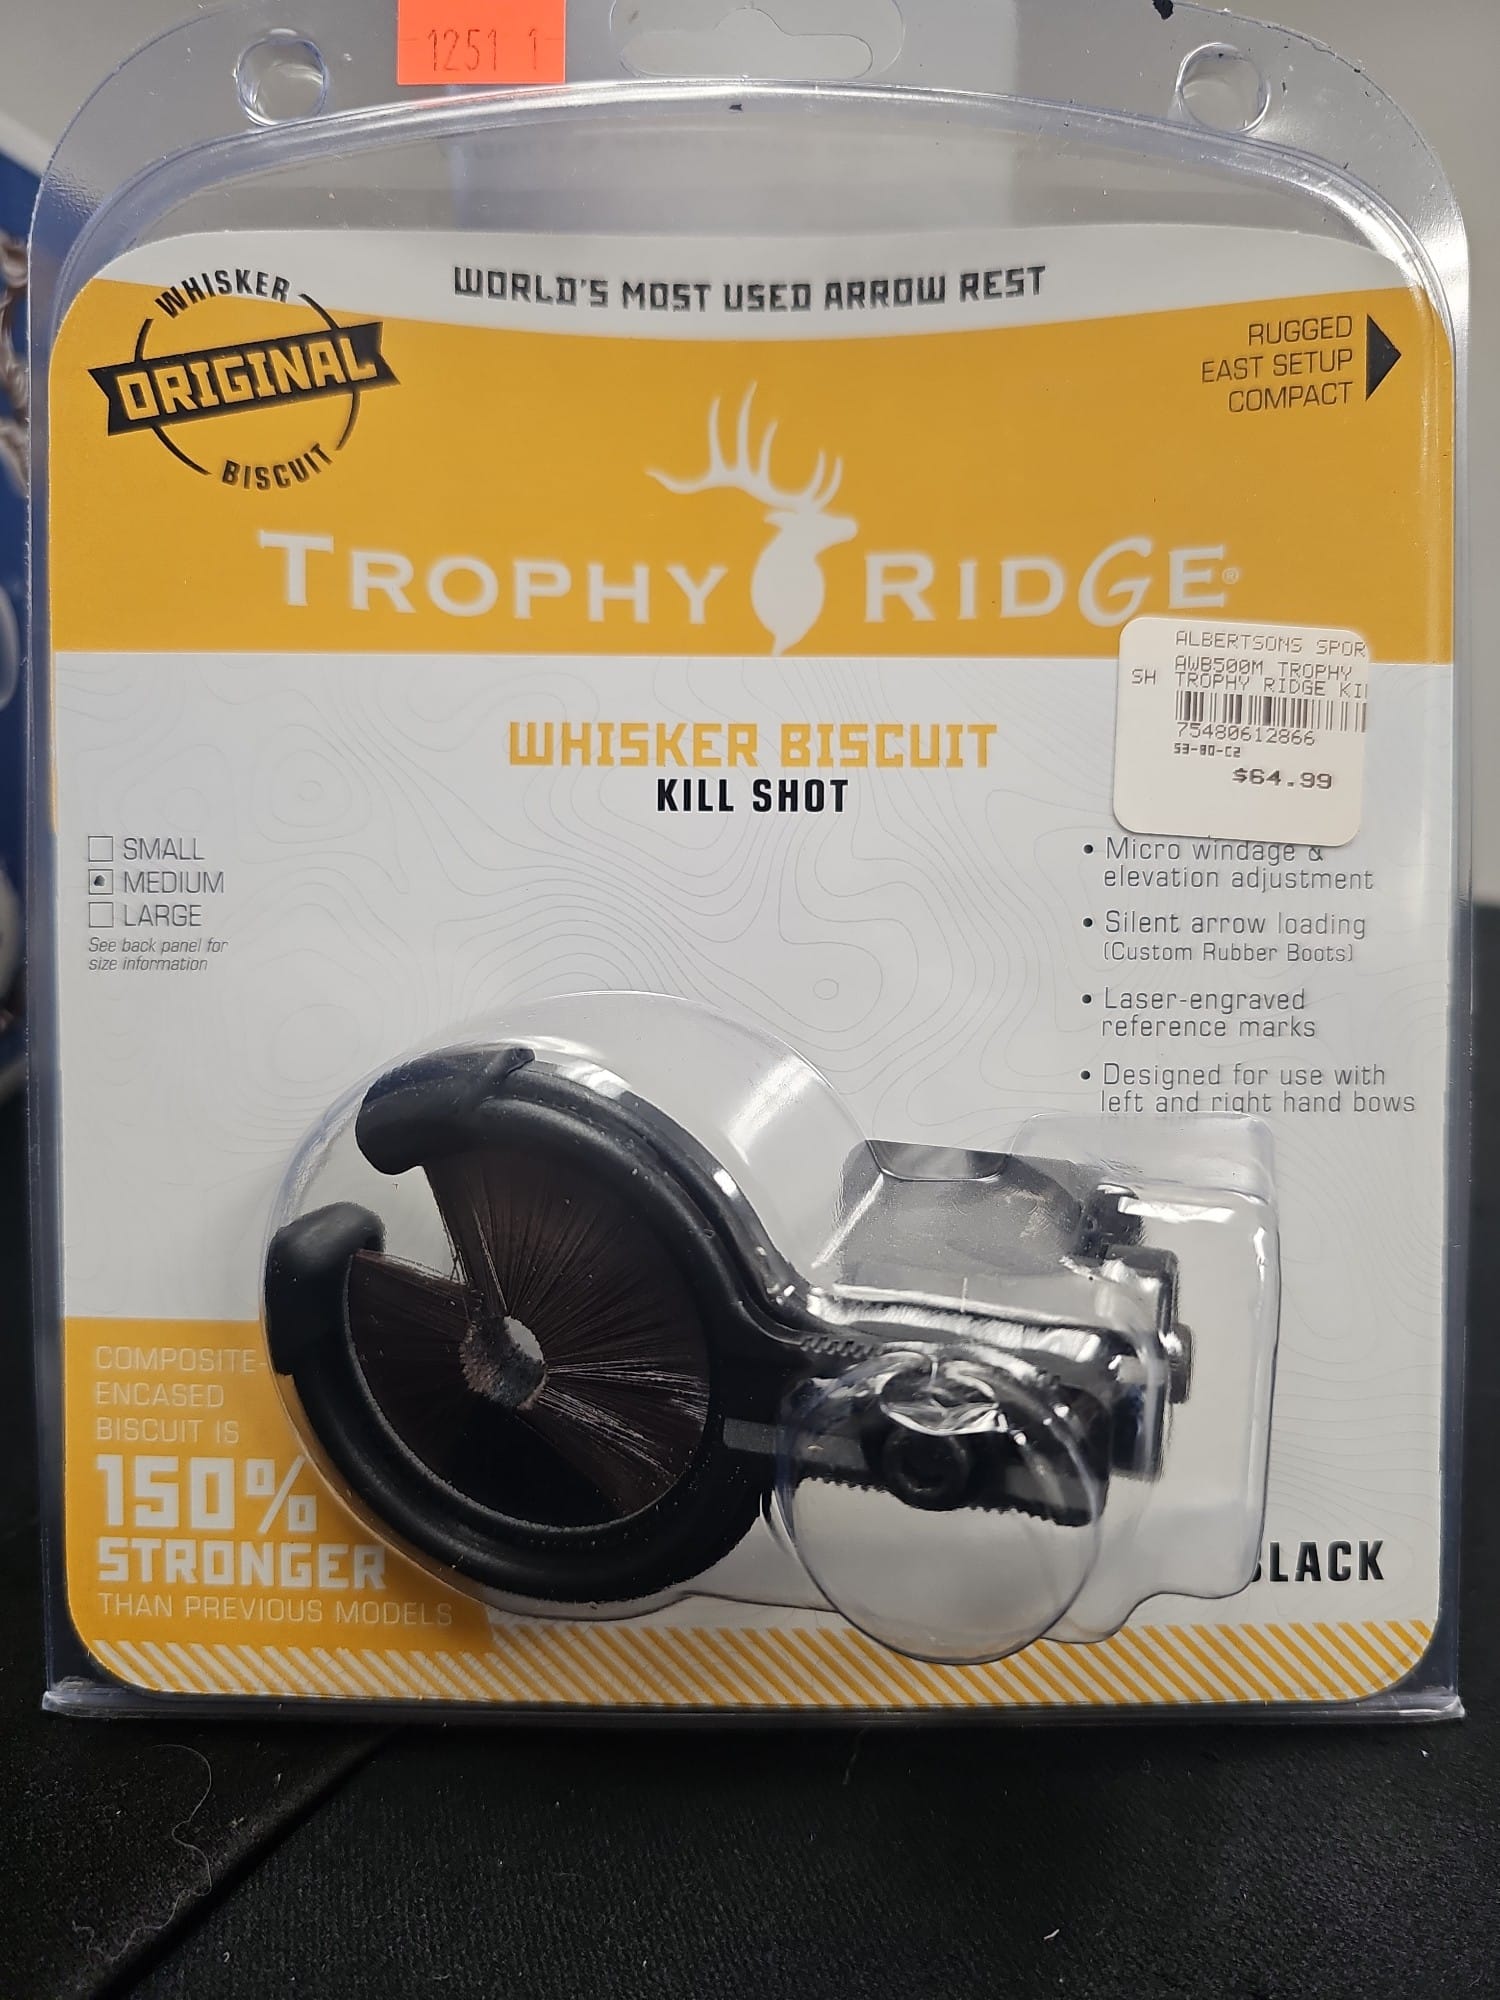 1251 1
WORLD'S MOST USED ARROW REST
WHISKER
ORIGINAL
BISCUIT
RUGGED
EAST SETUP
COMPACT
TROPHY RIDGE®
ALBERTSONS SPOR
AWB500M TROPHY
SH TROPHY RIDGE KI
75480612866
53-90-C2
$64.99
WHISKER BISCUIT
KILL SHOT
SMALL
MEDIUM
LARGE
See back panel for
size information
• Micro windage &
elevation adjustment
• Silent arrow loading
(Custom Rubber Boots)
• Laser-engraved
reference marks
• Designed for use with
left and right hand bows
COMPOSITE-
ENCASED
BISCUIT IS
150%
STRONGER
THAN PREVIOUS MODELS
BLACK